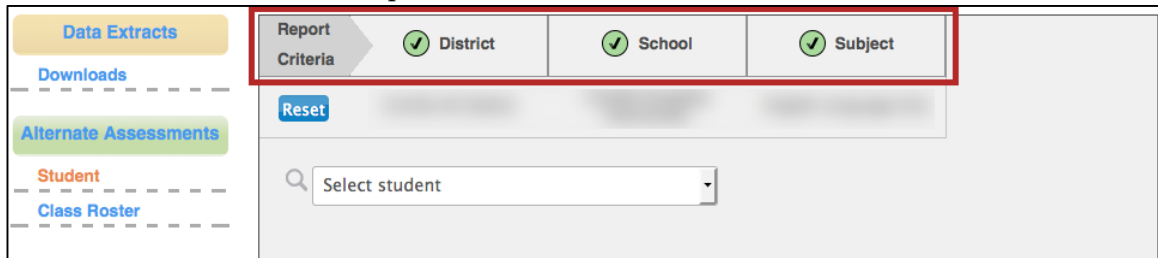 Data Extracts
Downloads
Alternate Assessments
Student
Class Roster
Report
Criteria
District
School
Subject
Reset
Select student